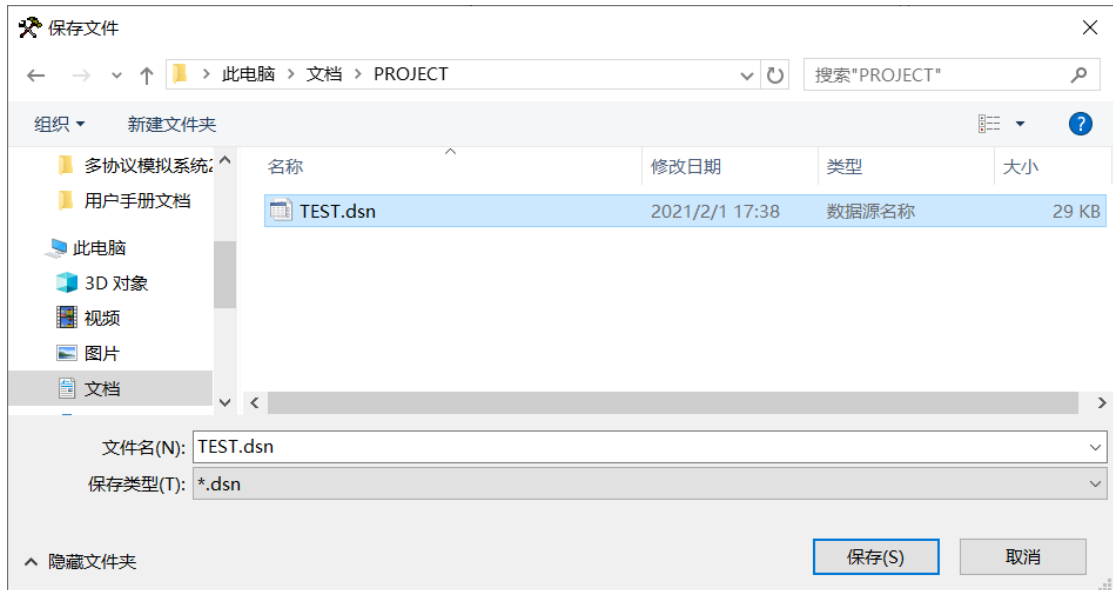 保存文件
此电脑 > 文档 > PROJECT
搜索"PROJECT"
组织 新建文件夹
名称 修改日期 类型 大小
多协议模拟系统2
用户手册文档
此电脑
3D 对象
视频
图片
文档
TEST.dsn 2021/2/1 17:38 数据源名称 29 KB
文件名(N): TEST.dsn
保存类型(T): *.dsn
隐藏文件夹 保存(S) 取消